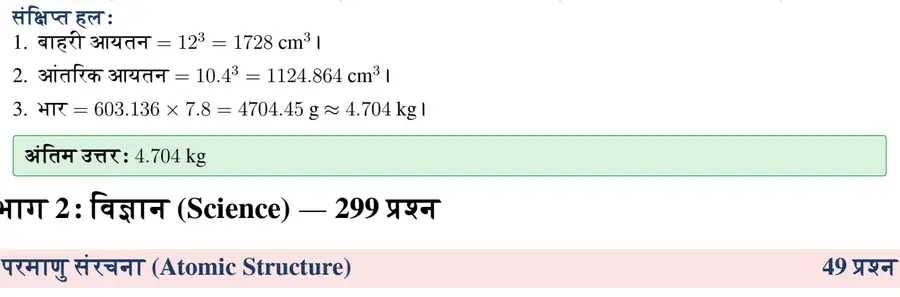 संक्षिप्त हल :
1. बाहरी आयतन = 12³ = 1728 cm³।
2. आंतरिक आयतन = 10.4³ = 1124.864 cm³।
3. भार = 603.136 × 7.8 = 4704.45 g ≈ 4.704 kg।
अंतिम उत्तर : 4.704 kg
भाग 2 : विज्ञान (Science) — 299 प्रश्न
परमाणु संरचना (Atomic Structure) 49 प्रश्न